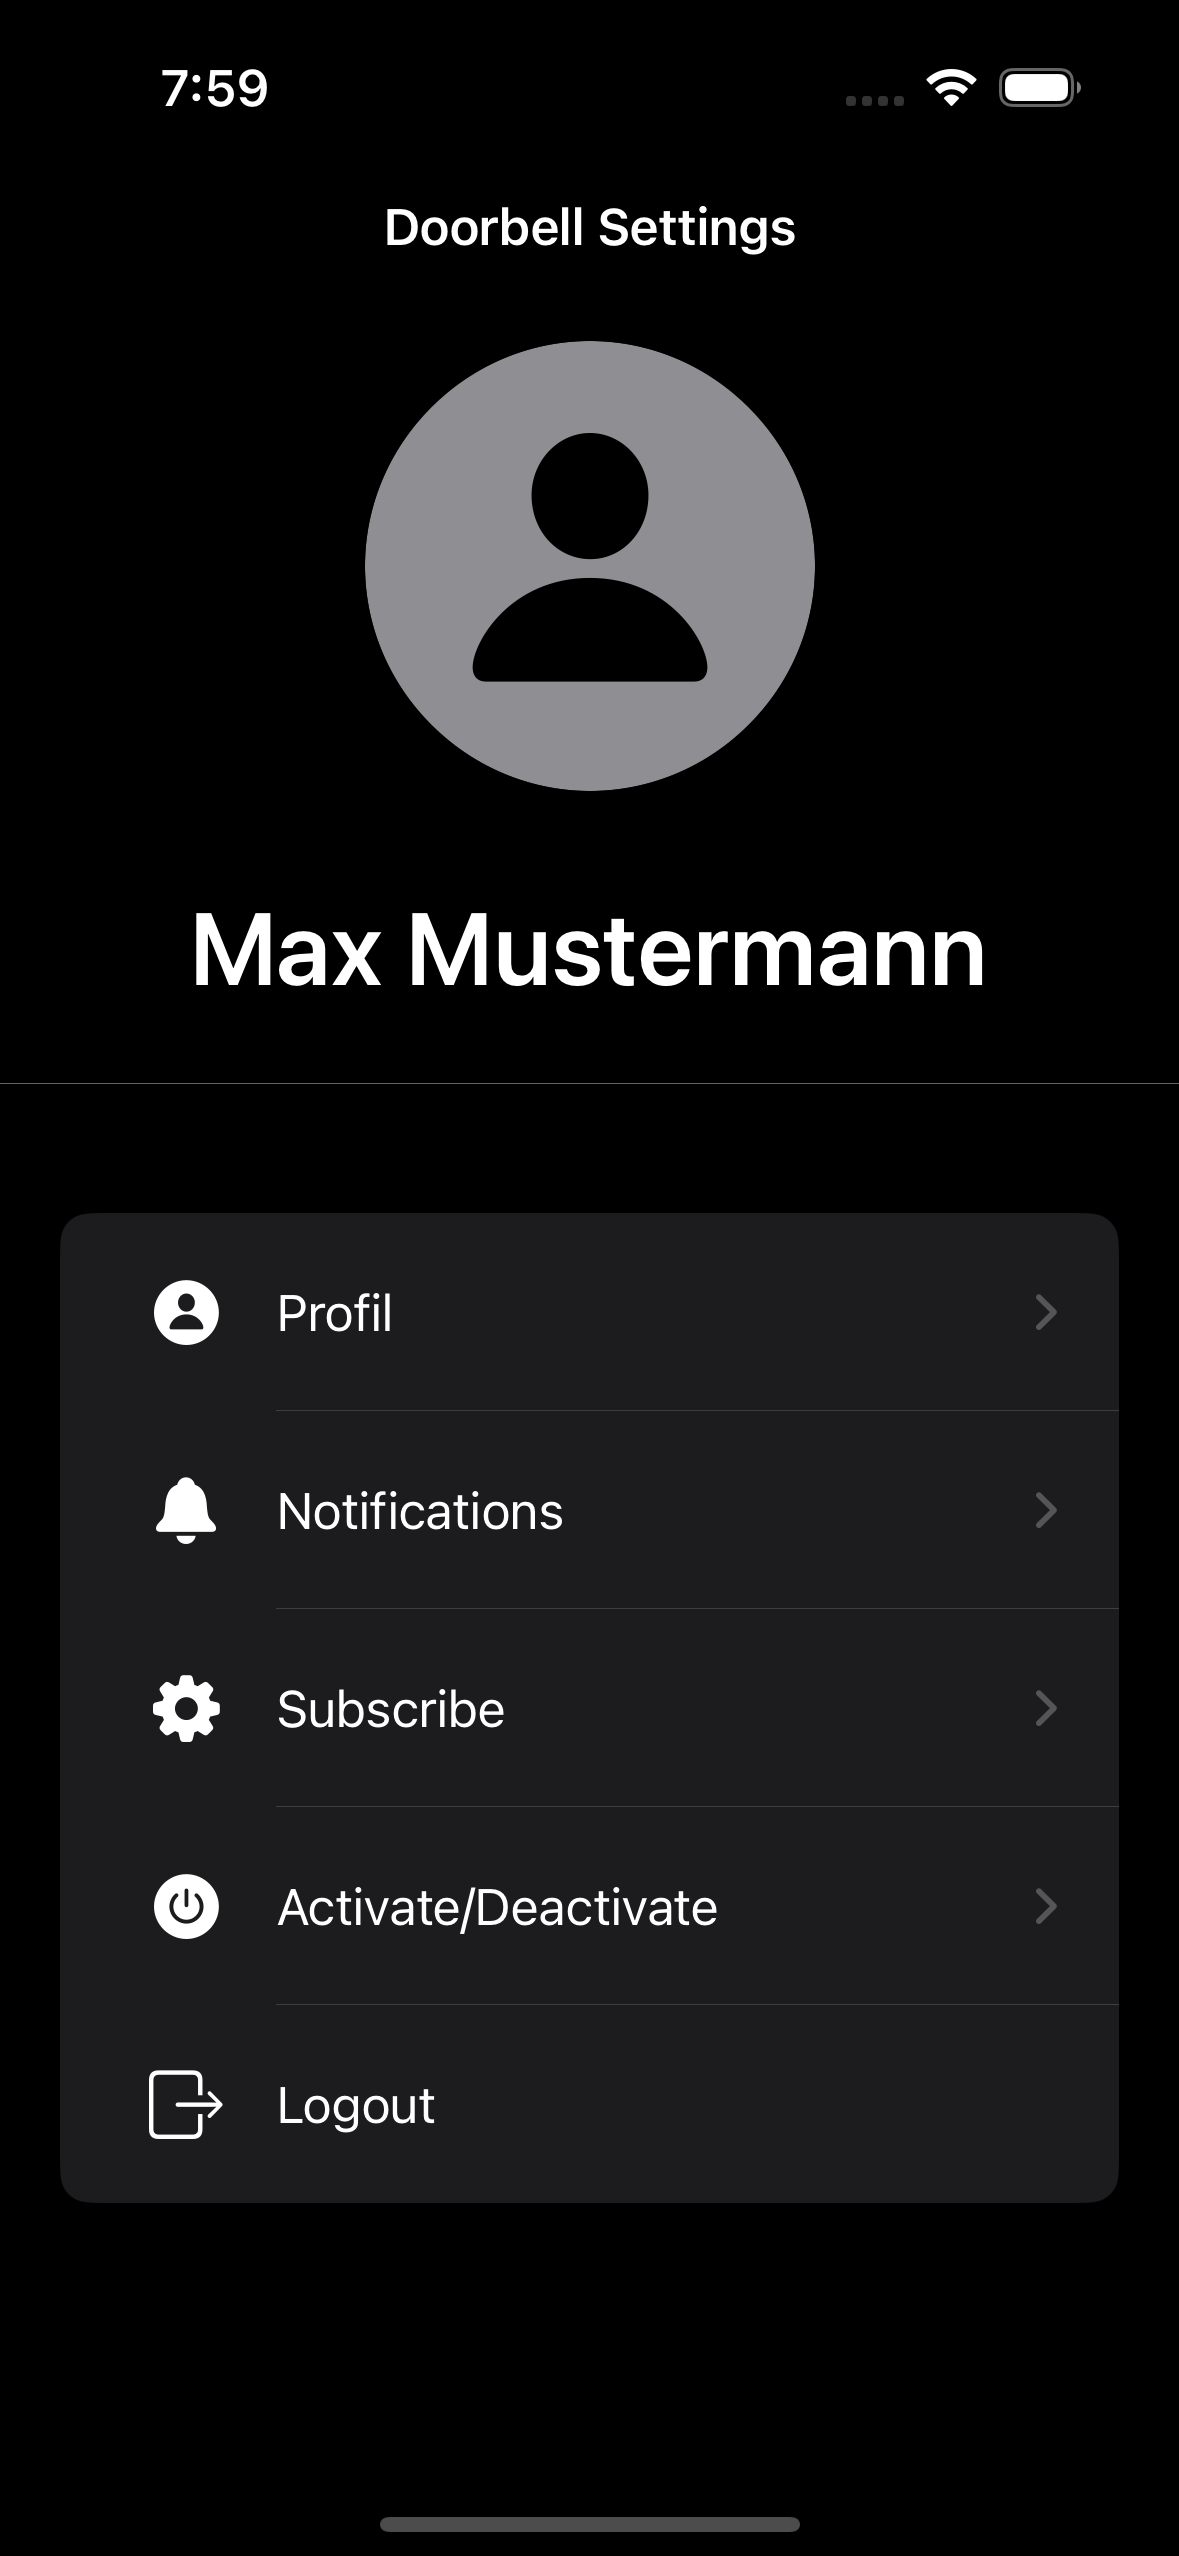 7:59
Doorbell Settings
Max Mustermann
Profil
Notifications
Subscribe
Activate/Deactivate
Logout